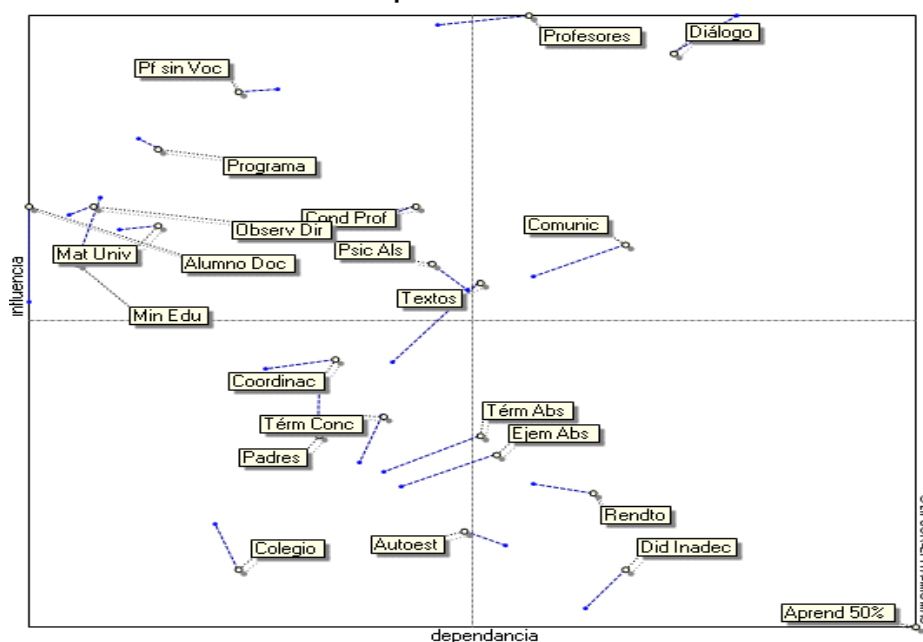 Profesores
Diálogo
Pf sin Voc
Programa
Cond Prof
Observ Dir
Comunic
Mat Univ
Alumno Doc
Psic Als
influencia
Textos
Min Edu
Coordinac
Térm Conc
Térm Abs
Ejem Abs
Padres
Rendto
Colegio
Autoest
Did Inadec
Aprend 50%
dependancia